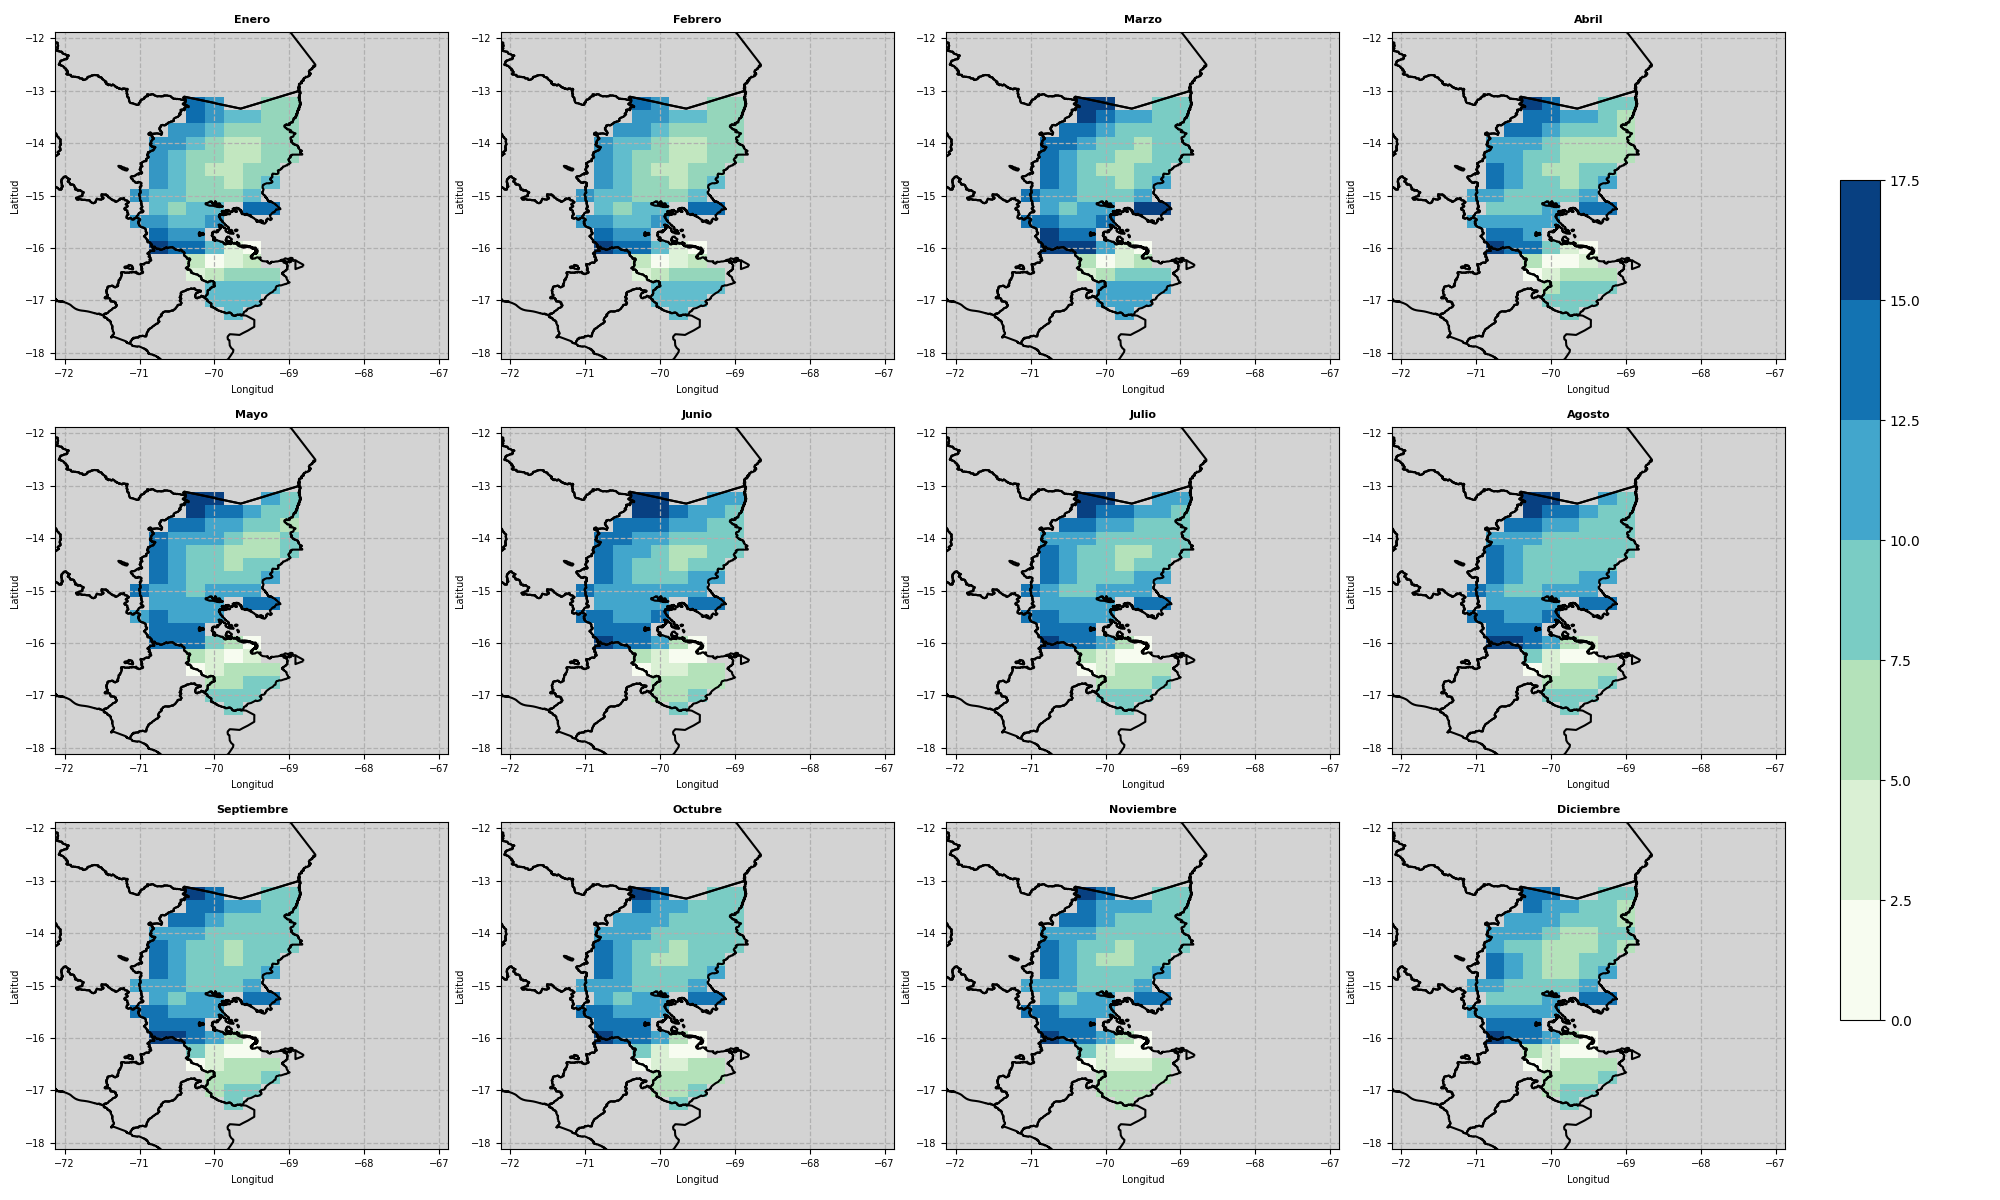 Enero Febrero Marzo Abril
−12 −12 −12 −12
−13 −13 −13 −13
−14 −14 −14 −14
−15 −15 −15 −15
−16 −16 −16 −16
−17 −17 −17 −17
−18 −18 −18 −18
Latitud Latitud Latitud Latitud
−72 −71 −70 −69 −68 −67 −72 −71 −70 −69 −68 −67 −72 −71 −70 −69 −68 −67 −72 −71 −70 −69 −68 −67
Longitud Longitud Longitud Longitud
Mayo Junio Julio Agosto
−12 −12 −12 −12
−13 −13 −13 −13
−14 −14 −14 −14
−15 −15 −15 −15
−16 −16 −16 −16
−17 −17 −17 −17
−18 −18 −18 −18
Latitud Latitud Latitud Latitud
−72 −71 −70 −69 −68 −67 −72 −71 −70 −69 −68 −67 −72 −71 −70 −69 −68 −67 −72 −71 −70 −69 −68 −67
Longitud Longitud Longitud Longitud
Septiembre Octubre Noviembre Diciembre
−12 −12 −12 −12
−13 −13 −13 −13
−14 −14 −14 −14
−15 −15 −15 −15
−16 −16 −16 −16
−17 −17 −17 −17
−18 −18 −18 −18
Latitud Latitud Latitud Latitud
−72 −71 −70 −69 −68 −67 −72 −71 −70 −69 −68 −67 −72 −71 −70 −69 −68 −67 −72 −71 −70 −69 −68 −67
Longitud Longitud Longitud Longitud
17.5
15.0
12.5
10.0
7.5
5.0
2.5
0.0